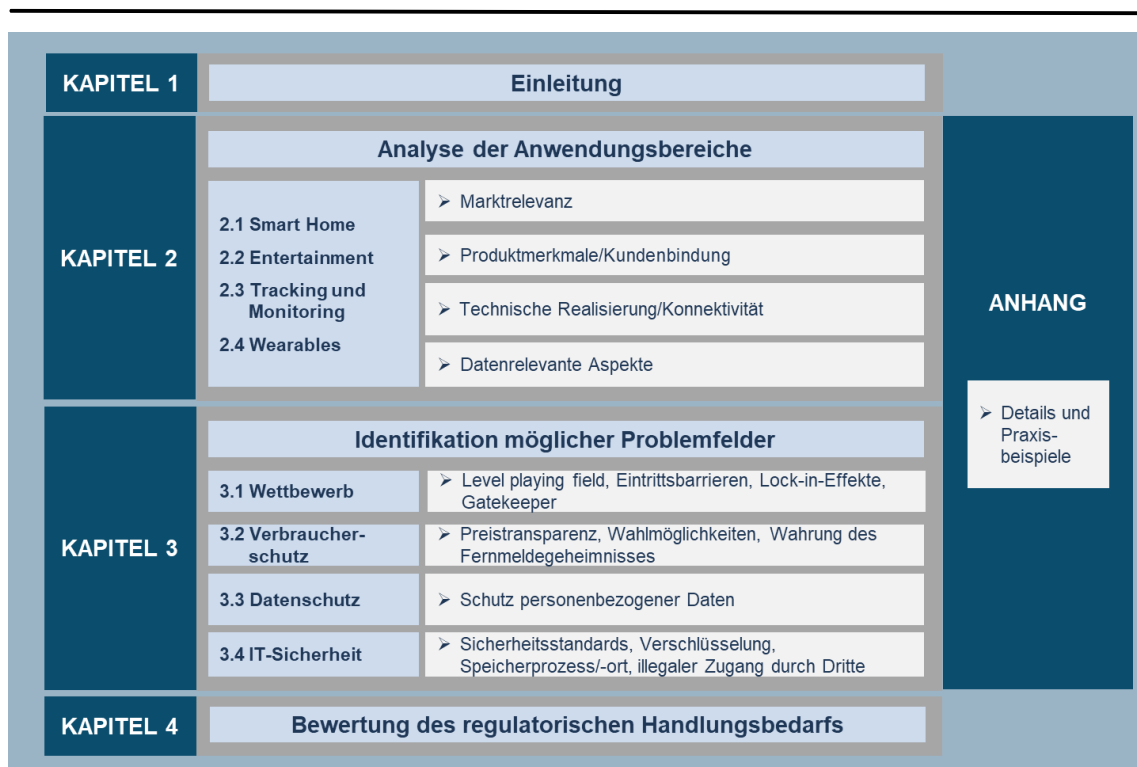 KAPITEL 1
Einleitung
KAPITEL 2
Analyse der Anwendungsbereiche
2.1 Smart Home
2.2 Entertainment
2.3 Tracking und
Monitoring
2.4 Wearables
➢ Marktrelevanz
➢ Produktmerkmale/Kundenbindung
➢ Technische Realisierung/Konnektivität
➢ Datenrelevante Aspekte
KAPITEL 3
Identifikation möglicher Problemfelder
3.1 Wettbewerb
➢ Level playing field, Eintrittsbarrieren, Lock-in-Effekte,
Gatekeeper
3.2 Verbraucher-
schutz
➢ Preistransparenz, Wahlmöglichkeiten, Wahrung des
Fernmeldegeheimnisses
3.3 Datenschutz
➢ Schutz personenbezogener Daten
3.4 IT-Sicherheit
➢ Sicherheitsstandards, Verschlüsselung,
Speicherprozess/-ort, illegaler Zugang durch Dritte
KAPITEL 4
Bewertung des regulatorischen Handlungsbedarfs
ANHANG
➢ Details und
Praxis-
beispiele